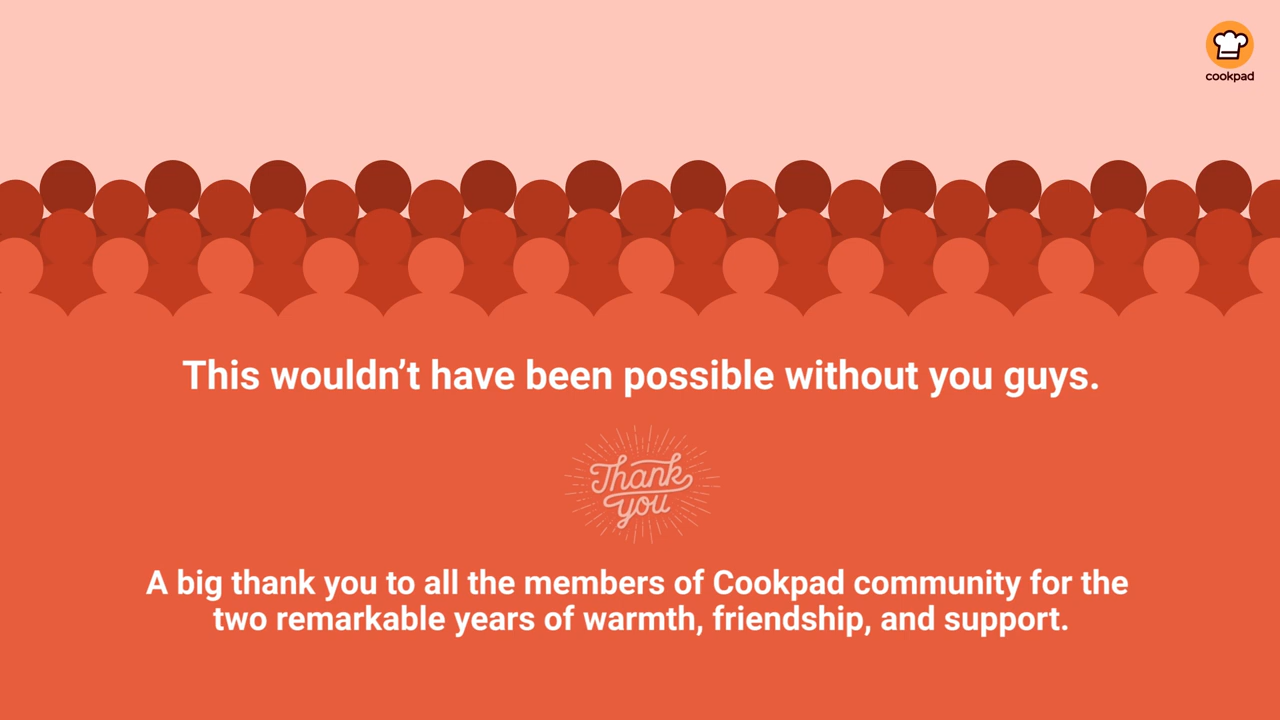 cookpad
This wouldn’t have been possible without you guys.
Thank
you
A big thank you to all the members of Cookpad community for the
two remarkable years of warmth, friendship, and support.